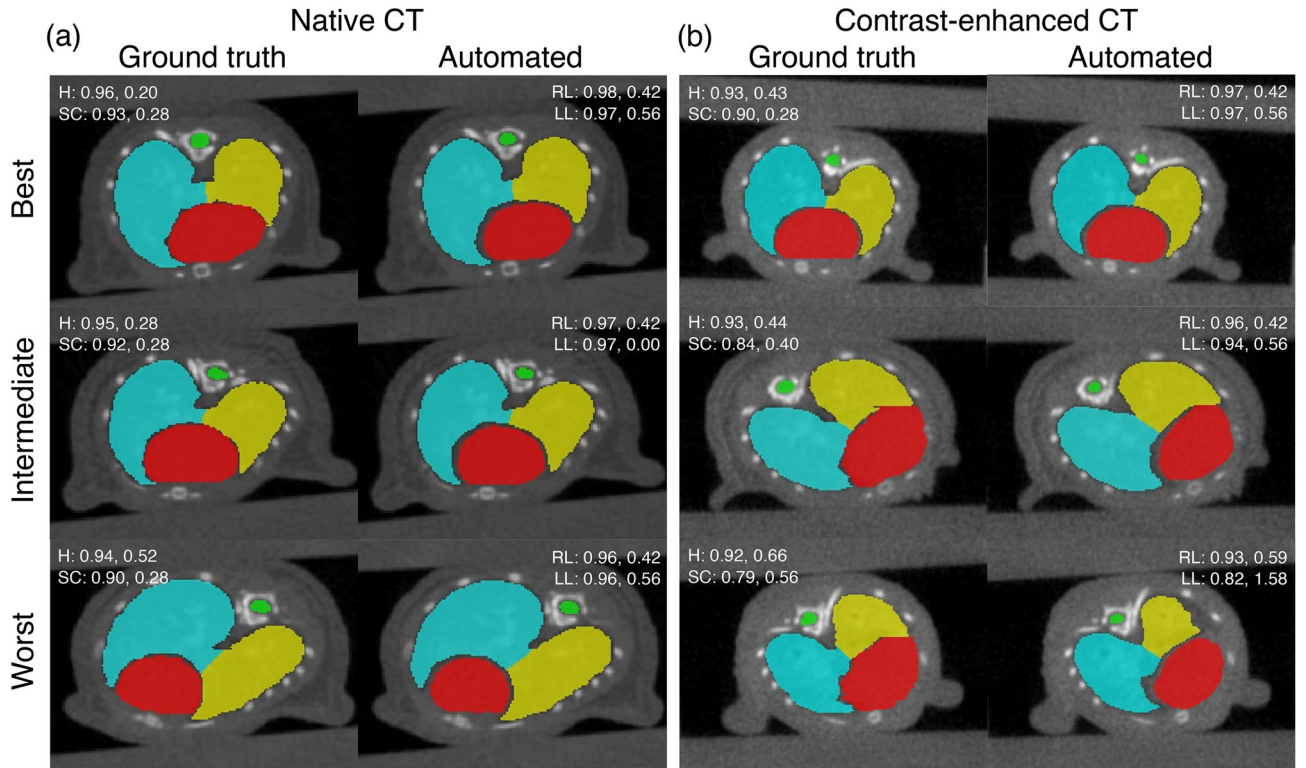 (a) Native CT
Ground truth Automated
(b) Contrast-enhanced CT
Ground truth Automated
Best
H: 0.96, 0.20
SC: 0.93, 0.28
RL: 0.98, 0.42
LL: 0.97, 0.56
H: 0.93, 0.43
SC: 0.90, 0.28
RL: 0.97, 0.42
LL: 0.97, 0.56
Intermediate
H: 0.95, 0.28
SC: 0.92, 0.28
RL: 0.97, 0.42
LL: 0.97, 0.00
H: 0.93, 0.44
SC: 0.84, 0.40
RL: 0.96, 0.42
LL: 0.94, 0.56
Worst
H: 0.94, 0.52
SC: 0.90, 0.28
RL: 0.96, 0.42
LL: 0.96, 0.56
H: 0.92, 0.66
SC: 0.79, 0.56
RL: 0.93, 0.59
LL: 0.82, 1.58